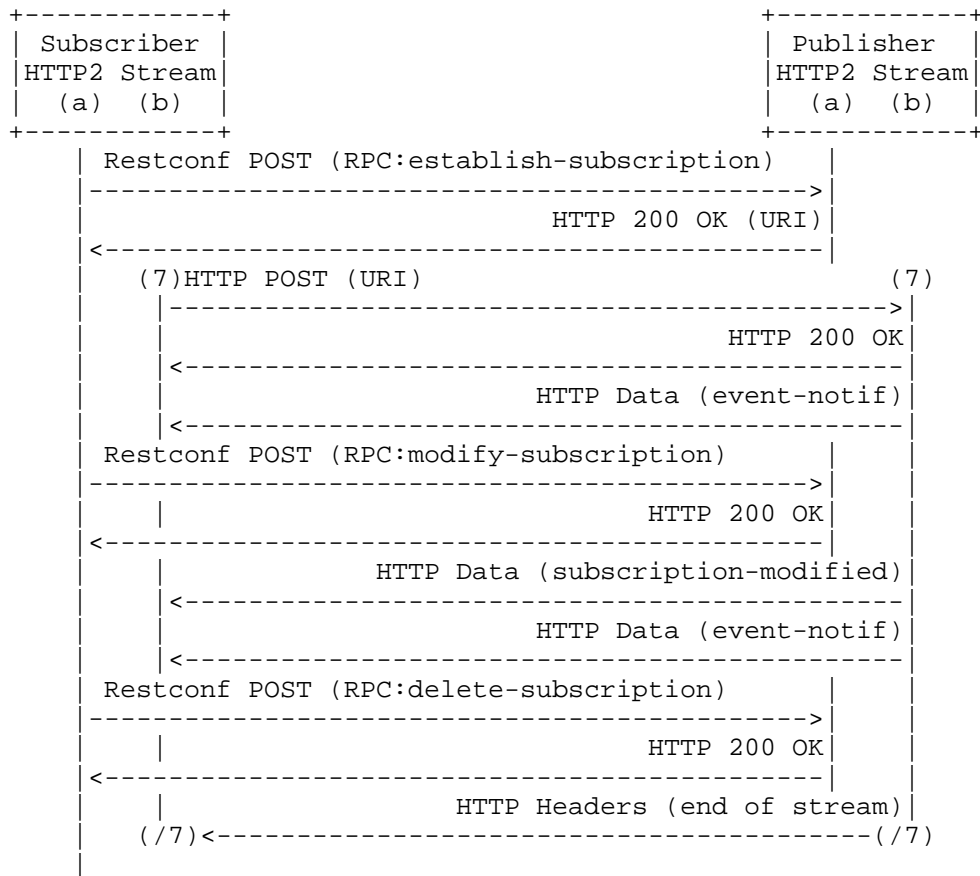 Subscriber Publisher
HTTP2 Stream HTTP2 Stream
(a) (b) (a) (b)
Restconf POST (RPC:establish-subscription)
HTTP 200 OK (URI)
(7)HTTP POST (URI) (7)
HTTP 200 OK
HTTP Data (event-notif)
Restconf POST (RPC:modify-subscription)
HTTP 200 OK
HTTP Data (subscription-modified)
HTTP Data (event-notif)
Restconf POST (RPC:delete-subscription)
HTTP 200 OK
HTTP Headers (end of stream)
(/7) (/7)